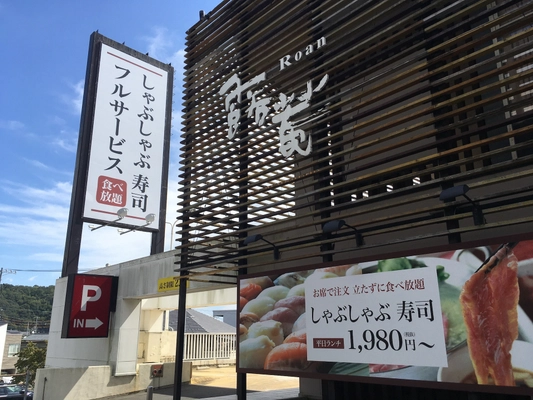 しゃぶしゃぶ 寿司
フルサービス
食べ
放題
P
IN →
Roan
お席で注文 立たずに食べ放題
しゃぶしゃぶ 寿司
平日ランチ 1,980円〜